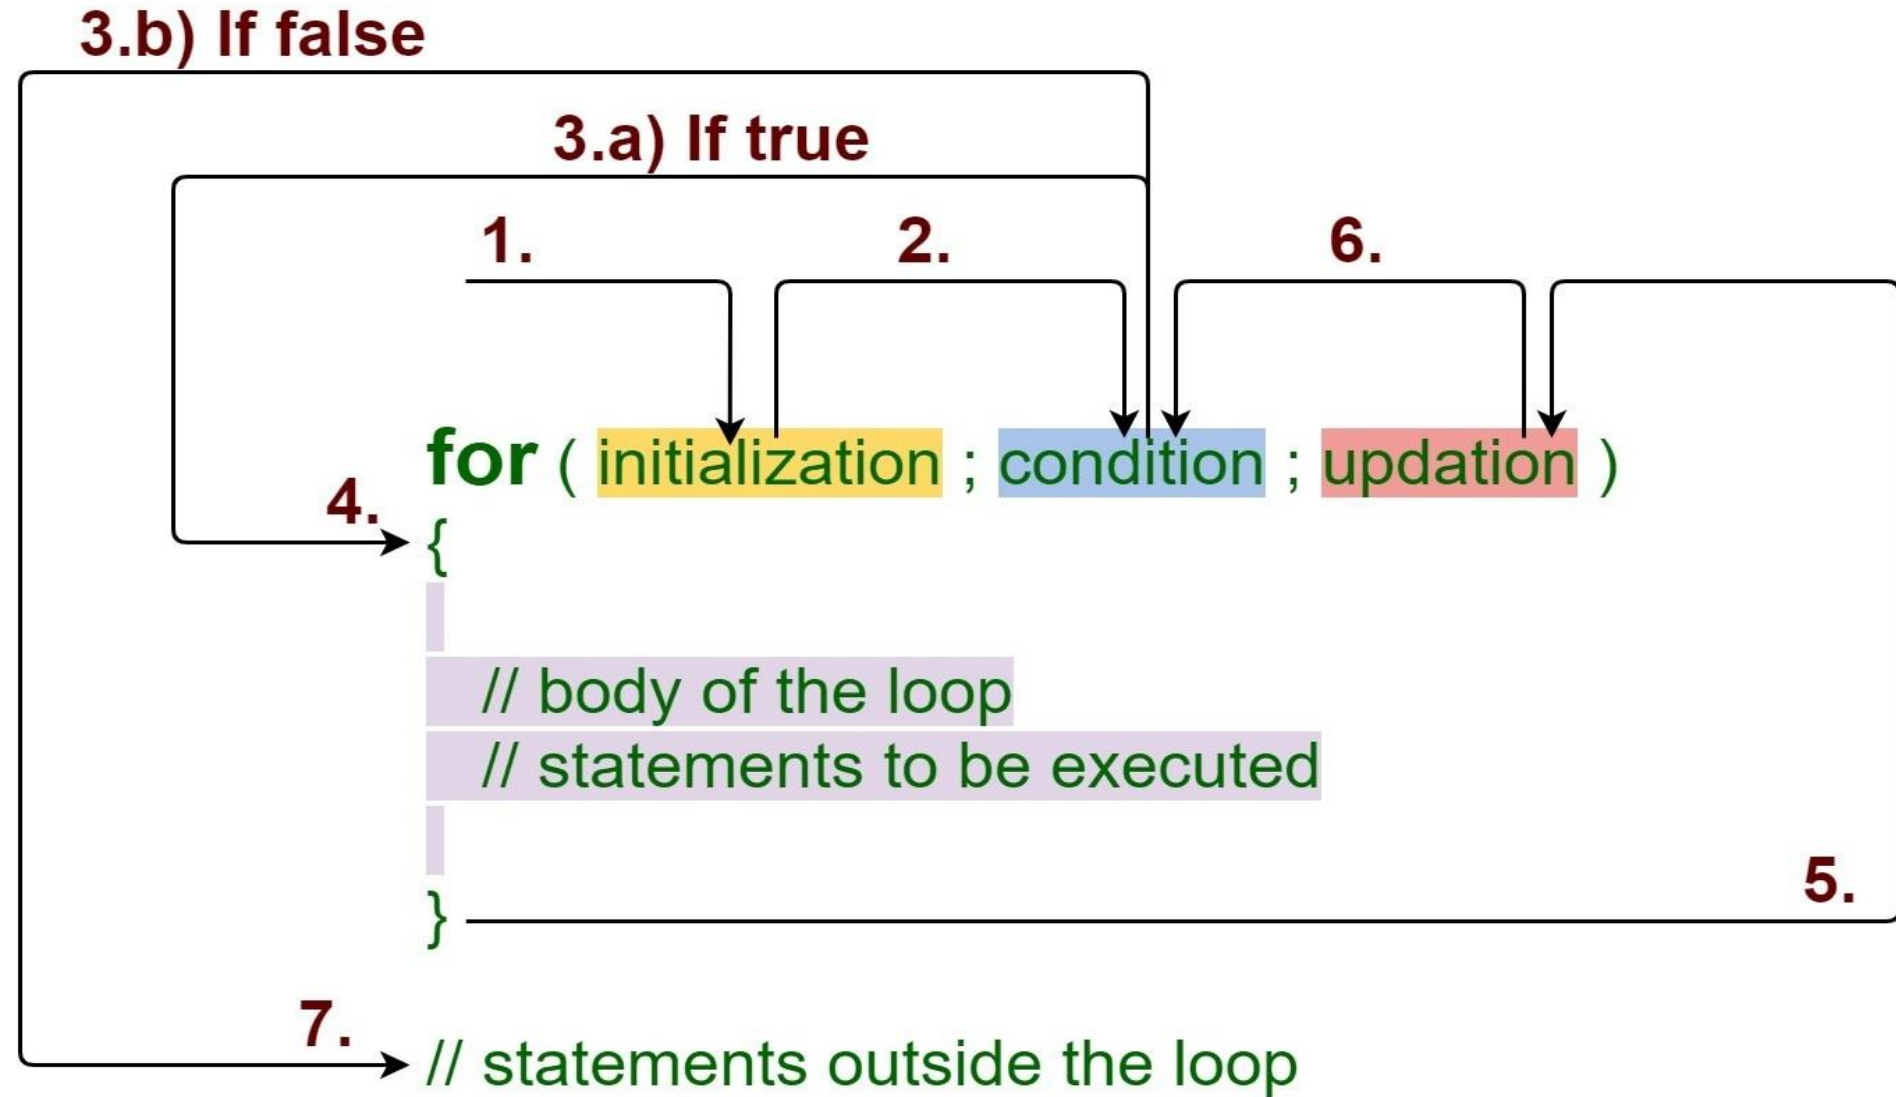 3.b) If false
3.a) If true
1.
2.
6.
for ( initialization ; condition ; updation )
4.
{
// body of the loop
// statements to be executed
5.
}
7.
// statements outside the loop